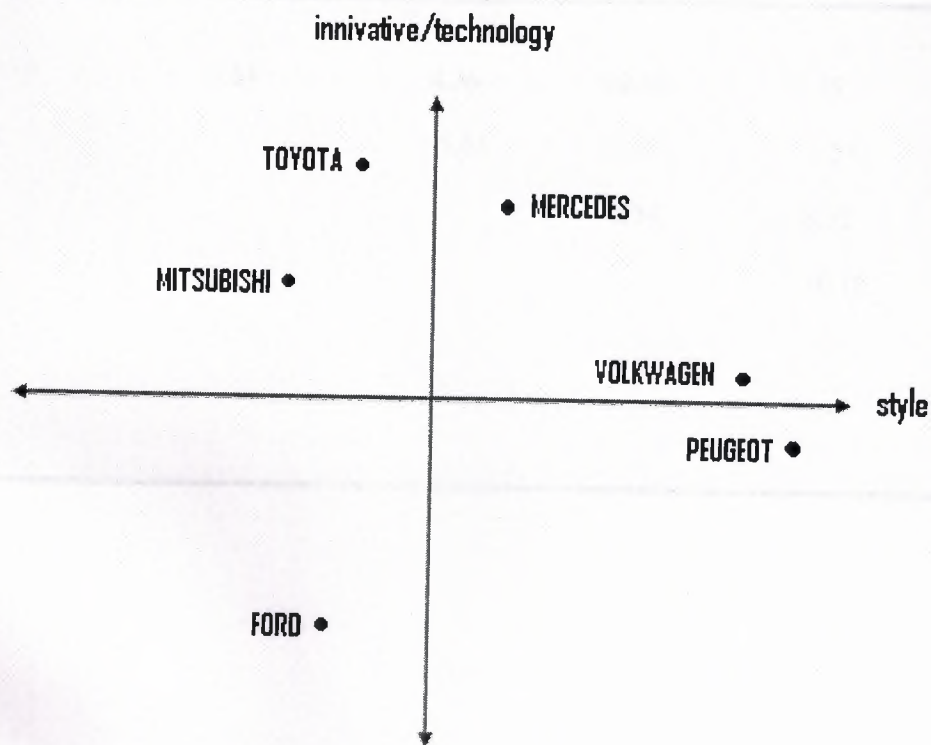 innivative/technology
TOYOTA
MERCEDES
MITSUBISHI
VOLKWAGEN
style
PEUGEOT
FORD